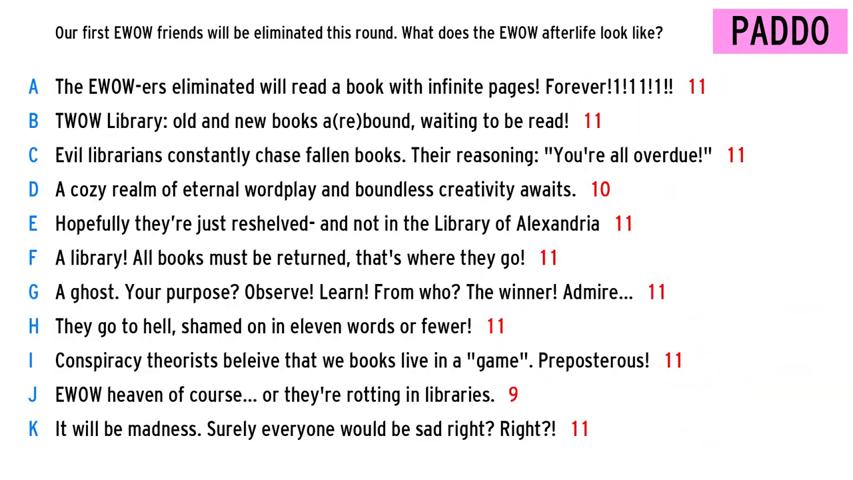 Our first EWOW friends will be eliminated this round. What does the EWOW afterlife look like?
PADDO
A The EWOW-ers eliminated will read a book with infinite pages! Forever!1!11!1!! 11
B TWOW Library: old and new books a(re)bound, waiting to be read! 11
C Evil librarians constantly chase fallen books. Their reasoning: "You're all overdue!" 11
D A cozy realm of eternal wordplay and boundless creativity awaits. 10
E Hopefully they’re just reshelved- and not in the Library of Alexandria 11
F A library! All books must be returned, that's where they go! 11
G A ghost. Your purpose? Observe! Learn! From who? The winner! Admire... 11
H They go to hell, shamed on in eleven words or fewer! 11
I Conspiracy theorists beleive that we books live in a "game". Preposterous! 11
J EWOW heaven of course... or they're rotting in libraries. 9
K It will be madness. Surely everyone would be sad right? Right?! 11